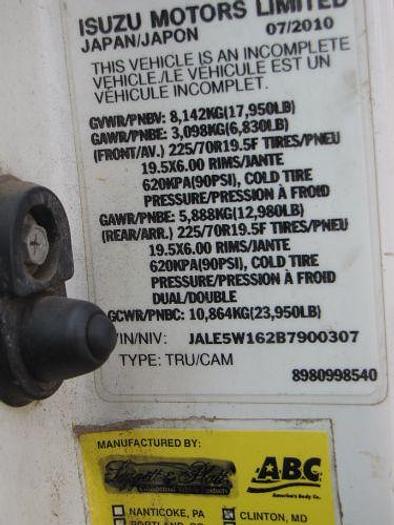 ISUZU MOTORS LIMITED
JAPAN/JAPON 07/2010
THIS VEHICLE IS AN INCOMPLETE
VEHICLE./LE VÉHICULE EST UN
VÉHICULE INCOMPLET.
GVWR/PNBV: 8,142KG(17,950LB)
GAWR/PNBE: 3,098KG(6,830LB)
(FRONT/AV.) 225/70R19.5F TIRES/PNEU
19.5X6.00 RIMS/JANTE
620KPA(90PSI), COLD TIRE
PRESSURE/PRESSION À FROID
GAWR/PNBE: 5,888KG(12,980LB)
(REAR/ARR.) 225/70R19.5F TIRES/PNEU
19.5X6.00 RIMS/JANTE
620KPA(90PSI), COLD TIRE
PRESSURE/PRESSION À FROID
DUAL/DOUBLE
GCWR/PNBC: 10,864KG(23,950LB)
VIN/NIV: JALE5W162B7900307
TYPE: TRU/CAM
8980998540
MANUFACTURED BY:
ABC
America's Body Co.
NANTICOKE, PA
CLINTON, MD